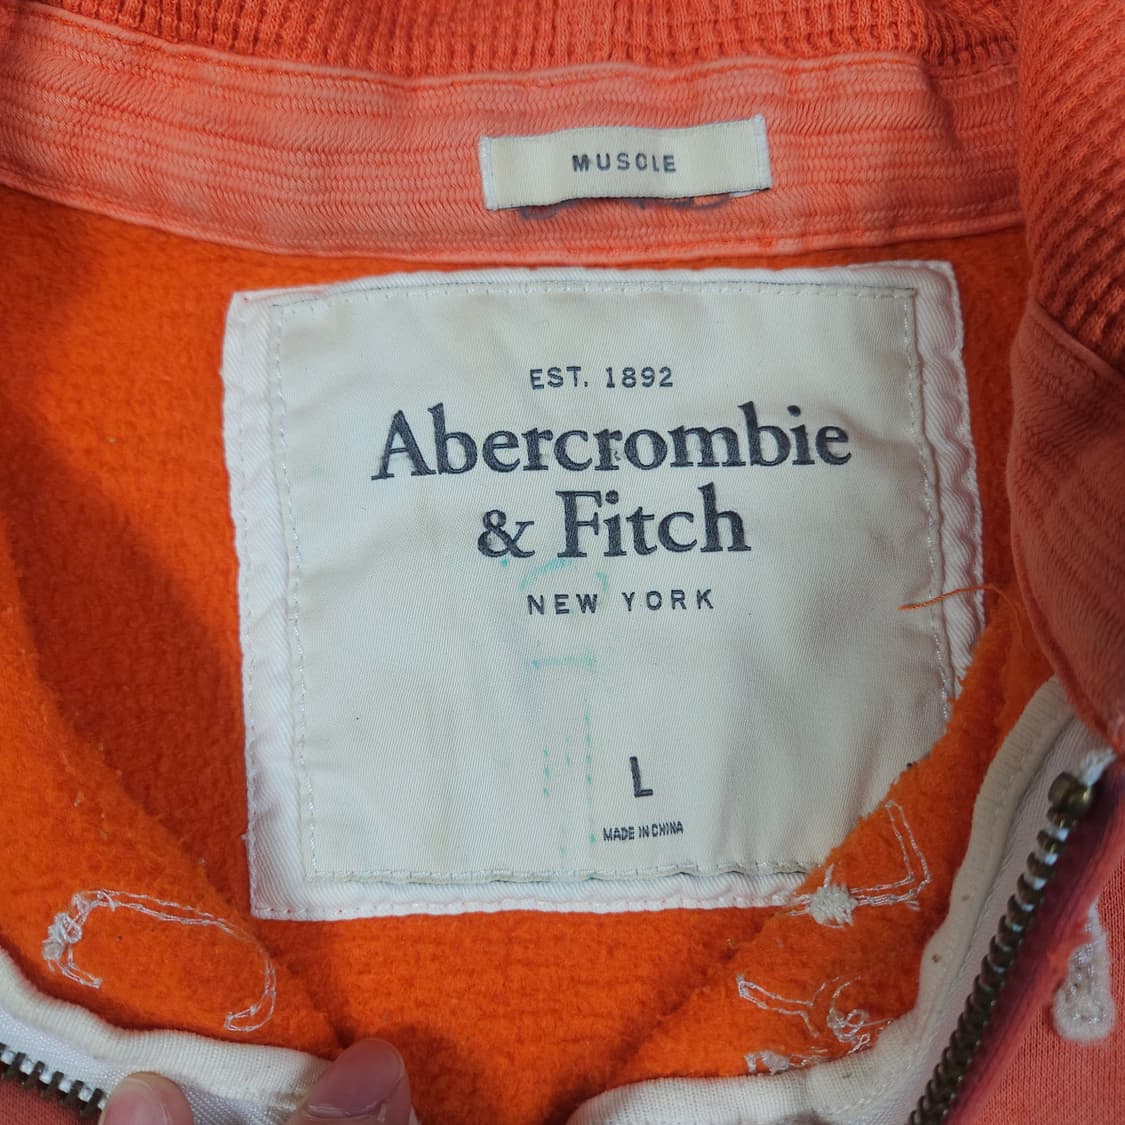 MUSCLE
EST. 1892
Abercrombie
& Fitch
NEW YORK
L
MADE IN CHINA